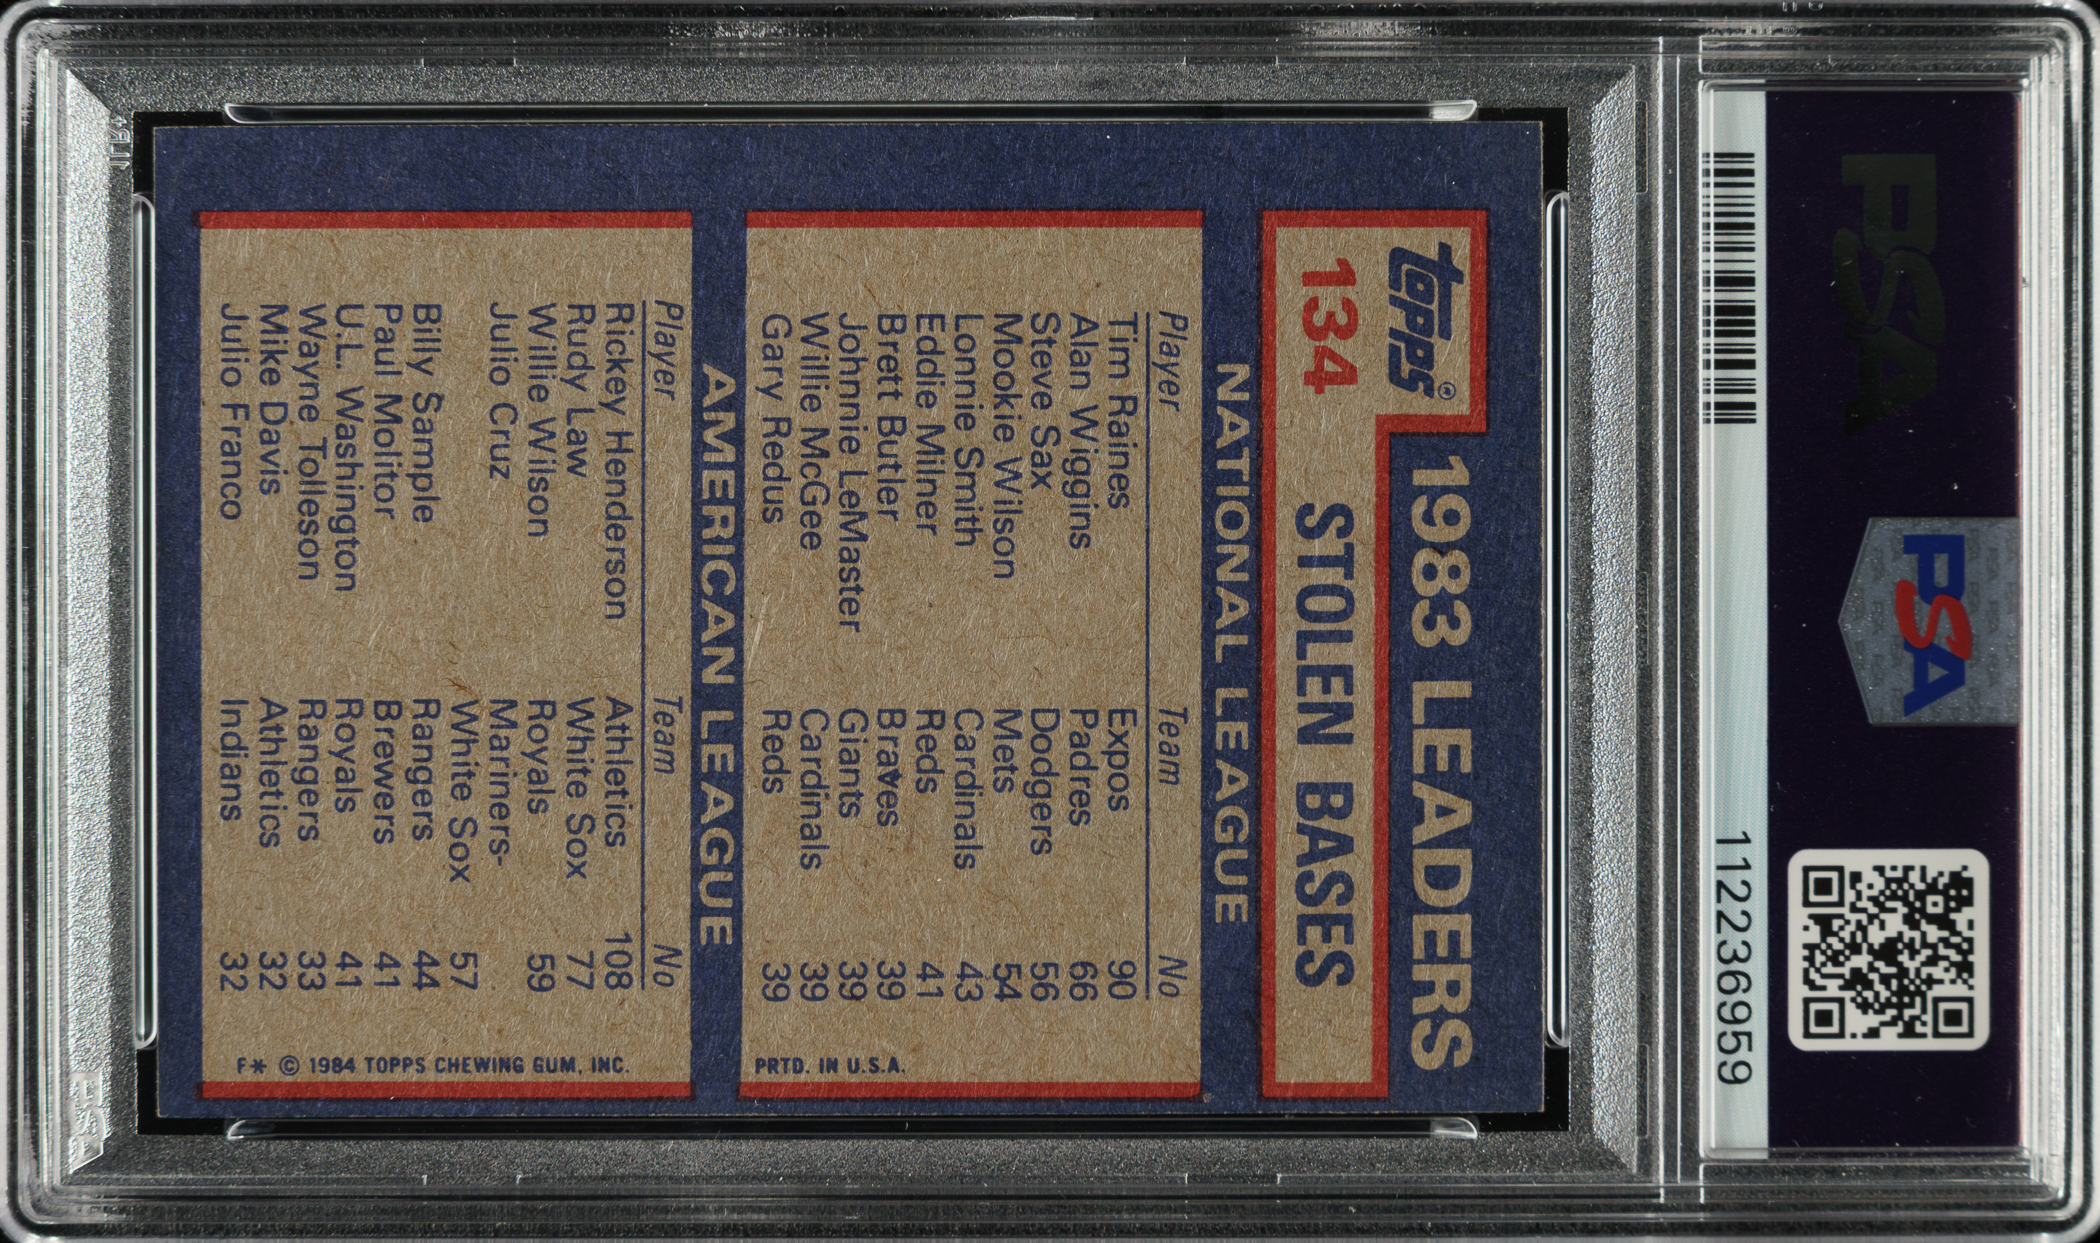 PSA
PSA
112236959
topps®
134
1983 LEADERS
STOLEN BASES
NATIONAL LEAGUE
Player Team No
Tim Raines Expos 90
Alan Wiggins Padres 66
Steve Sax Dodgers 56
Mookie Wilson Mets 54
Lonnie Smith Cardinals 43
Eddie Milner Reds 41
Brett Butler Braves 39
Johnnie LeMaster Giants 39
Willie McGee Cardinals 39
Gary Redus Reds 39
PRTD. IN U.S.A.
AMERICAN LEAGUE
Player Team No
Rickey Henderson Athletics 108
Rudy Law White Sox 77
Willie Wilson Royals 59
Julio Cruz Mariners-
White Sox 57
Billy Sample Rangers 44
Paul Molitor Brewers 41
U.L. Washington Royals 41
Wayne Tolleson Rangers 33
Mike Davis Athletics 32
Julio Franco Indians 32
F* © 1984 TOPPS CHEWING GUM, INC.